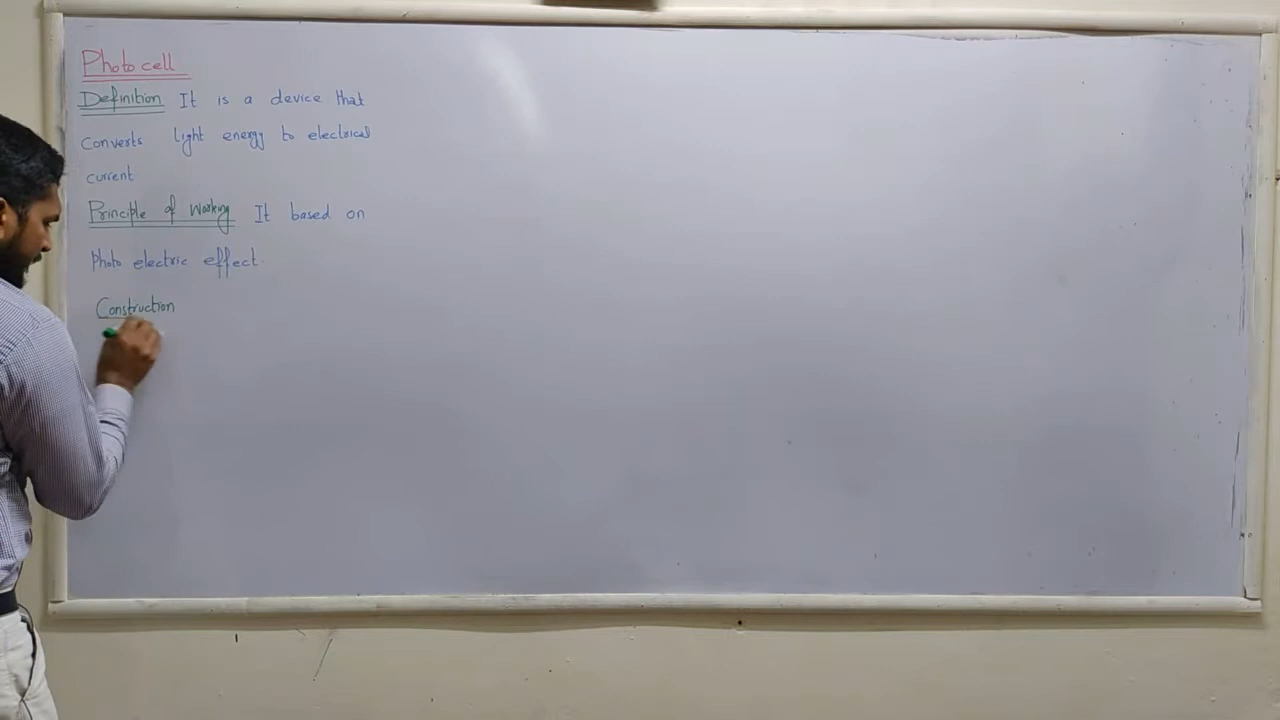 Photo cell
Definition It is a device that
converts light energy to electrical
current
Principle of Working It based on
Photo electric effect.
Construction